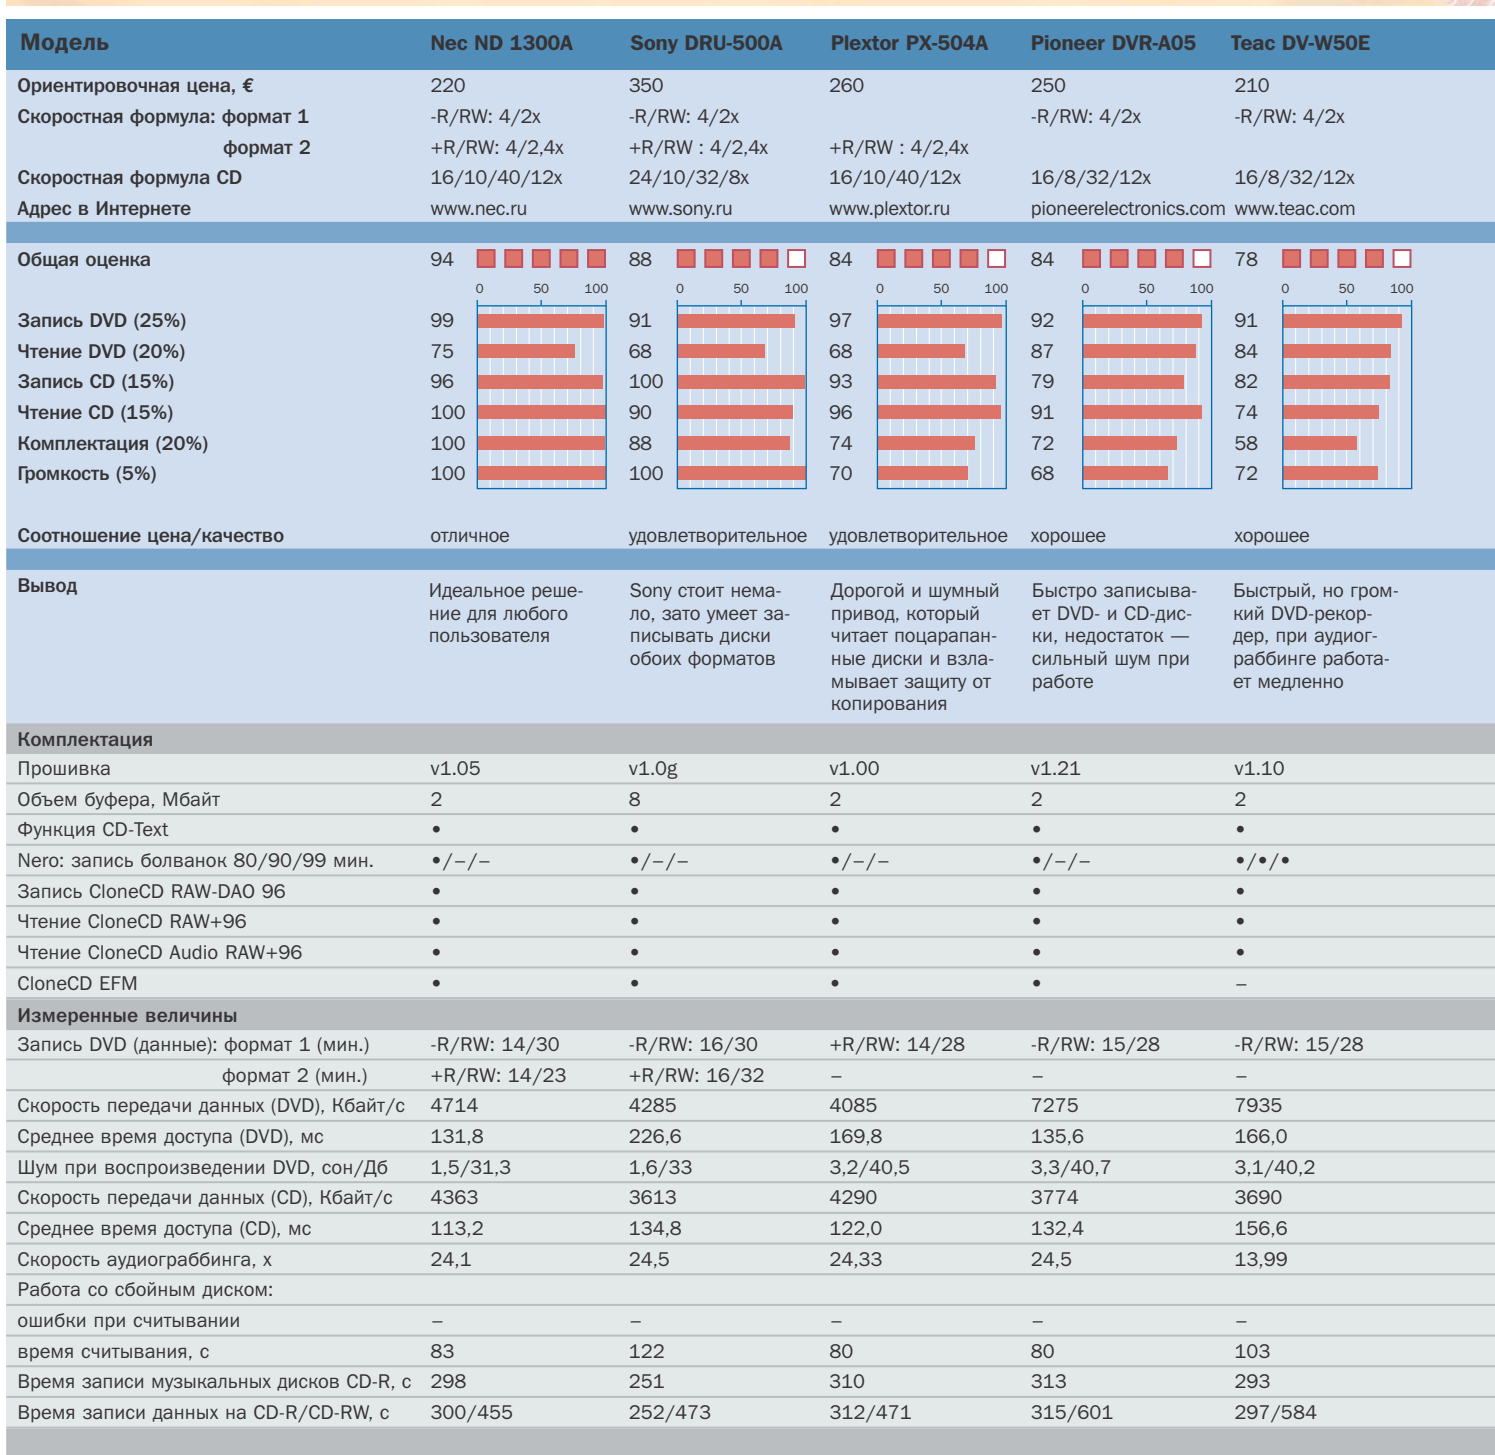 Модель Nec ND 1300A Sony DRU-500A Plextor PX-504A Pioneer DVR-A05 Teac DV-W50E
Ориентировочная цена, € 220 350 260 250 210
Скоростная формула: формат 1 -R/RW: 4/2x -R/RW: 4/2x -R/RW: 4/2x -R/RW: 4/2x
формат 2 +R/RW: 4/2,4x +R/RW : 4/2,4x +R/RW : 4/2,4x
Скоростная формула CD 16/10/40/12x 24/10/32/8x 16/10/40/12x 16/8/32/12x 16/8/32/12x
Адрес в Интернете www.nec.ru www.sony.ru www.plextor.ru pioneerelectronics.com www.teac.com
Общая оценка 94 88 84 84 78
0 50 100 0 50 100 0 50 100 0 50 100 0 50 100
Запись DVD (25%) 99 91 97 92 91
Чтение DVD (20%) 75 68 68 87 84
Запись CD (15%) 96 100 93 79 82
Чтение CD (15%) 100 90 96 91 74
Комплектация (20%) 100 88 74 72 58
Громкость (5%) 100 100 70 68 72
Соотношение цена/качество отличное удовлетворительное удовлетворительное хорошее хорошее
Вывод
Идеальное реше-
ние для любого
пользователя
Sony стоит нема-
ло, зато умеет за-
писывать диски
обоих форматов
Дорогой и шумный
привод, который
читает поцарапан-
ные диски и взла-
мывает защиту от
копирования
Быстро записыва-
ет DVD- и CD-дис-
ки, недостаток —
сильный шум при
работе
Быстрый, но гром-
кий DVD-рекор-
дер, при аудиог-
раббинге работа-
ет медленно
Комплектация
Прошивка v1.05 v1.0g v1.00 v1.21 v1.10
Объем буфера, Мбайт 2 8 2 2 2
Функция CD-Text • • • • •
Nero: запись болванок 80/90/99 мин. •/–/– •/–/– •/–/– •/–/– •/•/•
Запись CloneCD RAW-DAO 96 • • • • •
Чтение CloneCD RAW+96 • • • • •
Чтение CloneCD Audio RAW+96 • • • • •
CloneCD EFM • • • • –
Измеренные величины
Запись DVD (данные): формат 1 (мин.) -R/RW: 14/30 -R/RW: 16/30 +R/RW: 14/28 -R/RW: 15/28 -R/RW: 15/28
формат 2 (мин.) +R/RW: 14/23 +R/RW: 16/32 – – –
Скорость передачи данных (DVD), Кбайт/с 4714 4285 4085 7275 7935
Среднее время доступа (DVD), мс 131,8 226,6 169,8 135,6 166,0
Шум при воспроизведении DVD, сон/Дб 1,5/31,3 1,6/33 3,2/40,5 3,3/40,7 3,1/40,2
Скорость передачи данных (CD), Кбайт/с 4363 3613 4290 3774 3690
Среднее время доступа (CD), мс 113,2 134,8 122,0 132,4 156,6
Скорость аудиограббинга, х 24,1 24,5 24,33 24,5 13,99
Работа со сбойным диском:
ошибки при считывании – – – – –
время считывания, с 83 122 80 80 103
Время записи музыкальных дисков CD-R, с 298 251 310 313 293
Время записи данных на CD-R/CD-RW, с 300/455 252/473 312/471 315/601 297/584